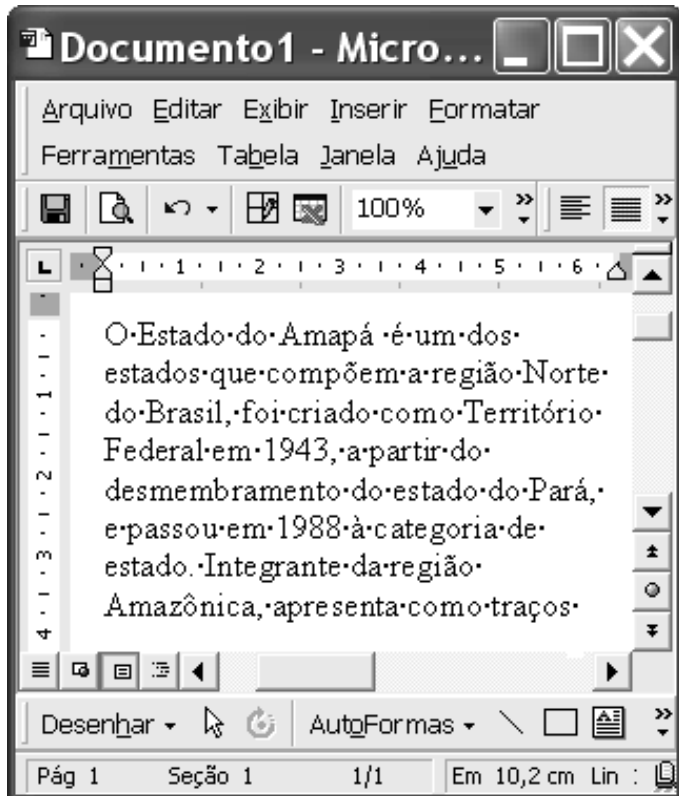 Documento1 - Micro...
Arquivo Editar Exibir Inserir Formatar
Ferramentas Tabela Janela Ajuda
100%
L 1 2 3 4 5 6
O·Estado·do·Amapá·é·um·dos·
estados·que·compõem·a·região·Norte·
do·Brasil,·foi·criado·como·Território·
Federal·em·1943,·a·partir·do·
desmembramento·do·estado·do·Pará,·
e·passou·em·1988·à·categoria·de·
estado.·Integrante·da·região·
Amazônica,·apresenta·como·traços·
1
2
3
4
Desenhar AutoFormas
Pág 1 Seção 1 1/1 Em 10,2 cm Lin :